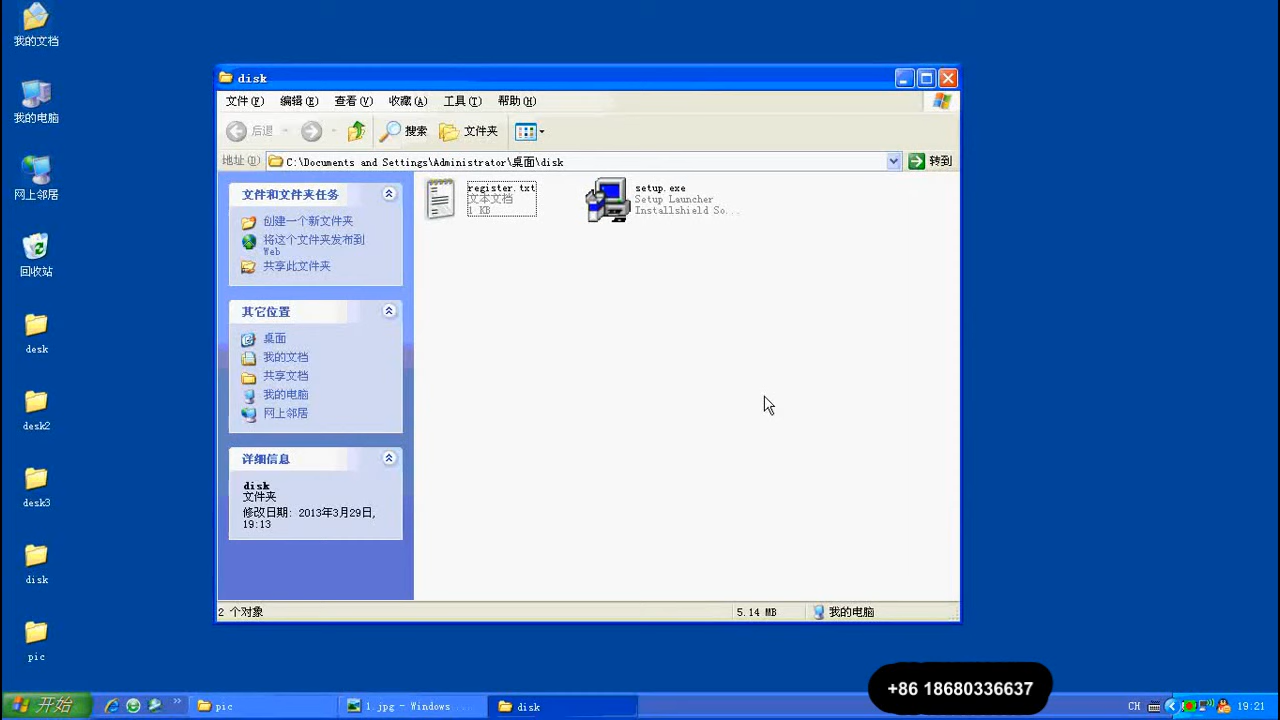 我的文档
我的电脑
网上邻居
回收站
desk
desk2
desk3
disk
pic
disk
文件(F) 编辑(E) 查看(V) 收藏(A) 工具(T) 帮助(H)
后退 搜索 文件夹
地址(D) C:\Documents and Settings\Administrator\桌面\disk 转到
文件和文件夹任务
创建一个新文件夹
将这个文件夹发布到
Web
共享此文件夹
其它位置
桌面
我的文档
共享文档
我的电脑
网上邻居
详细信息
disk
文件夹
修改日期: 2013年3月29日,
19:13
register.txt
文本文档
1 KB
setup.exe
Setup Launcher
Installshield So...
2 个对象 5.14 MB 我的电脑
+86 18680336637
开始 pic 1.jpg - Windows ... disk CH 19:21